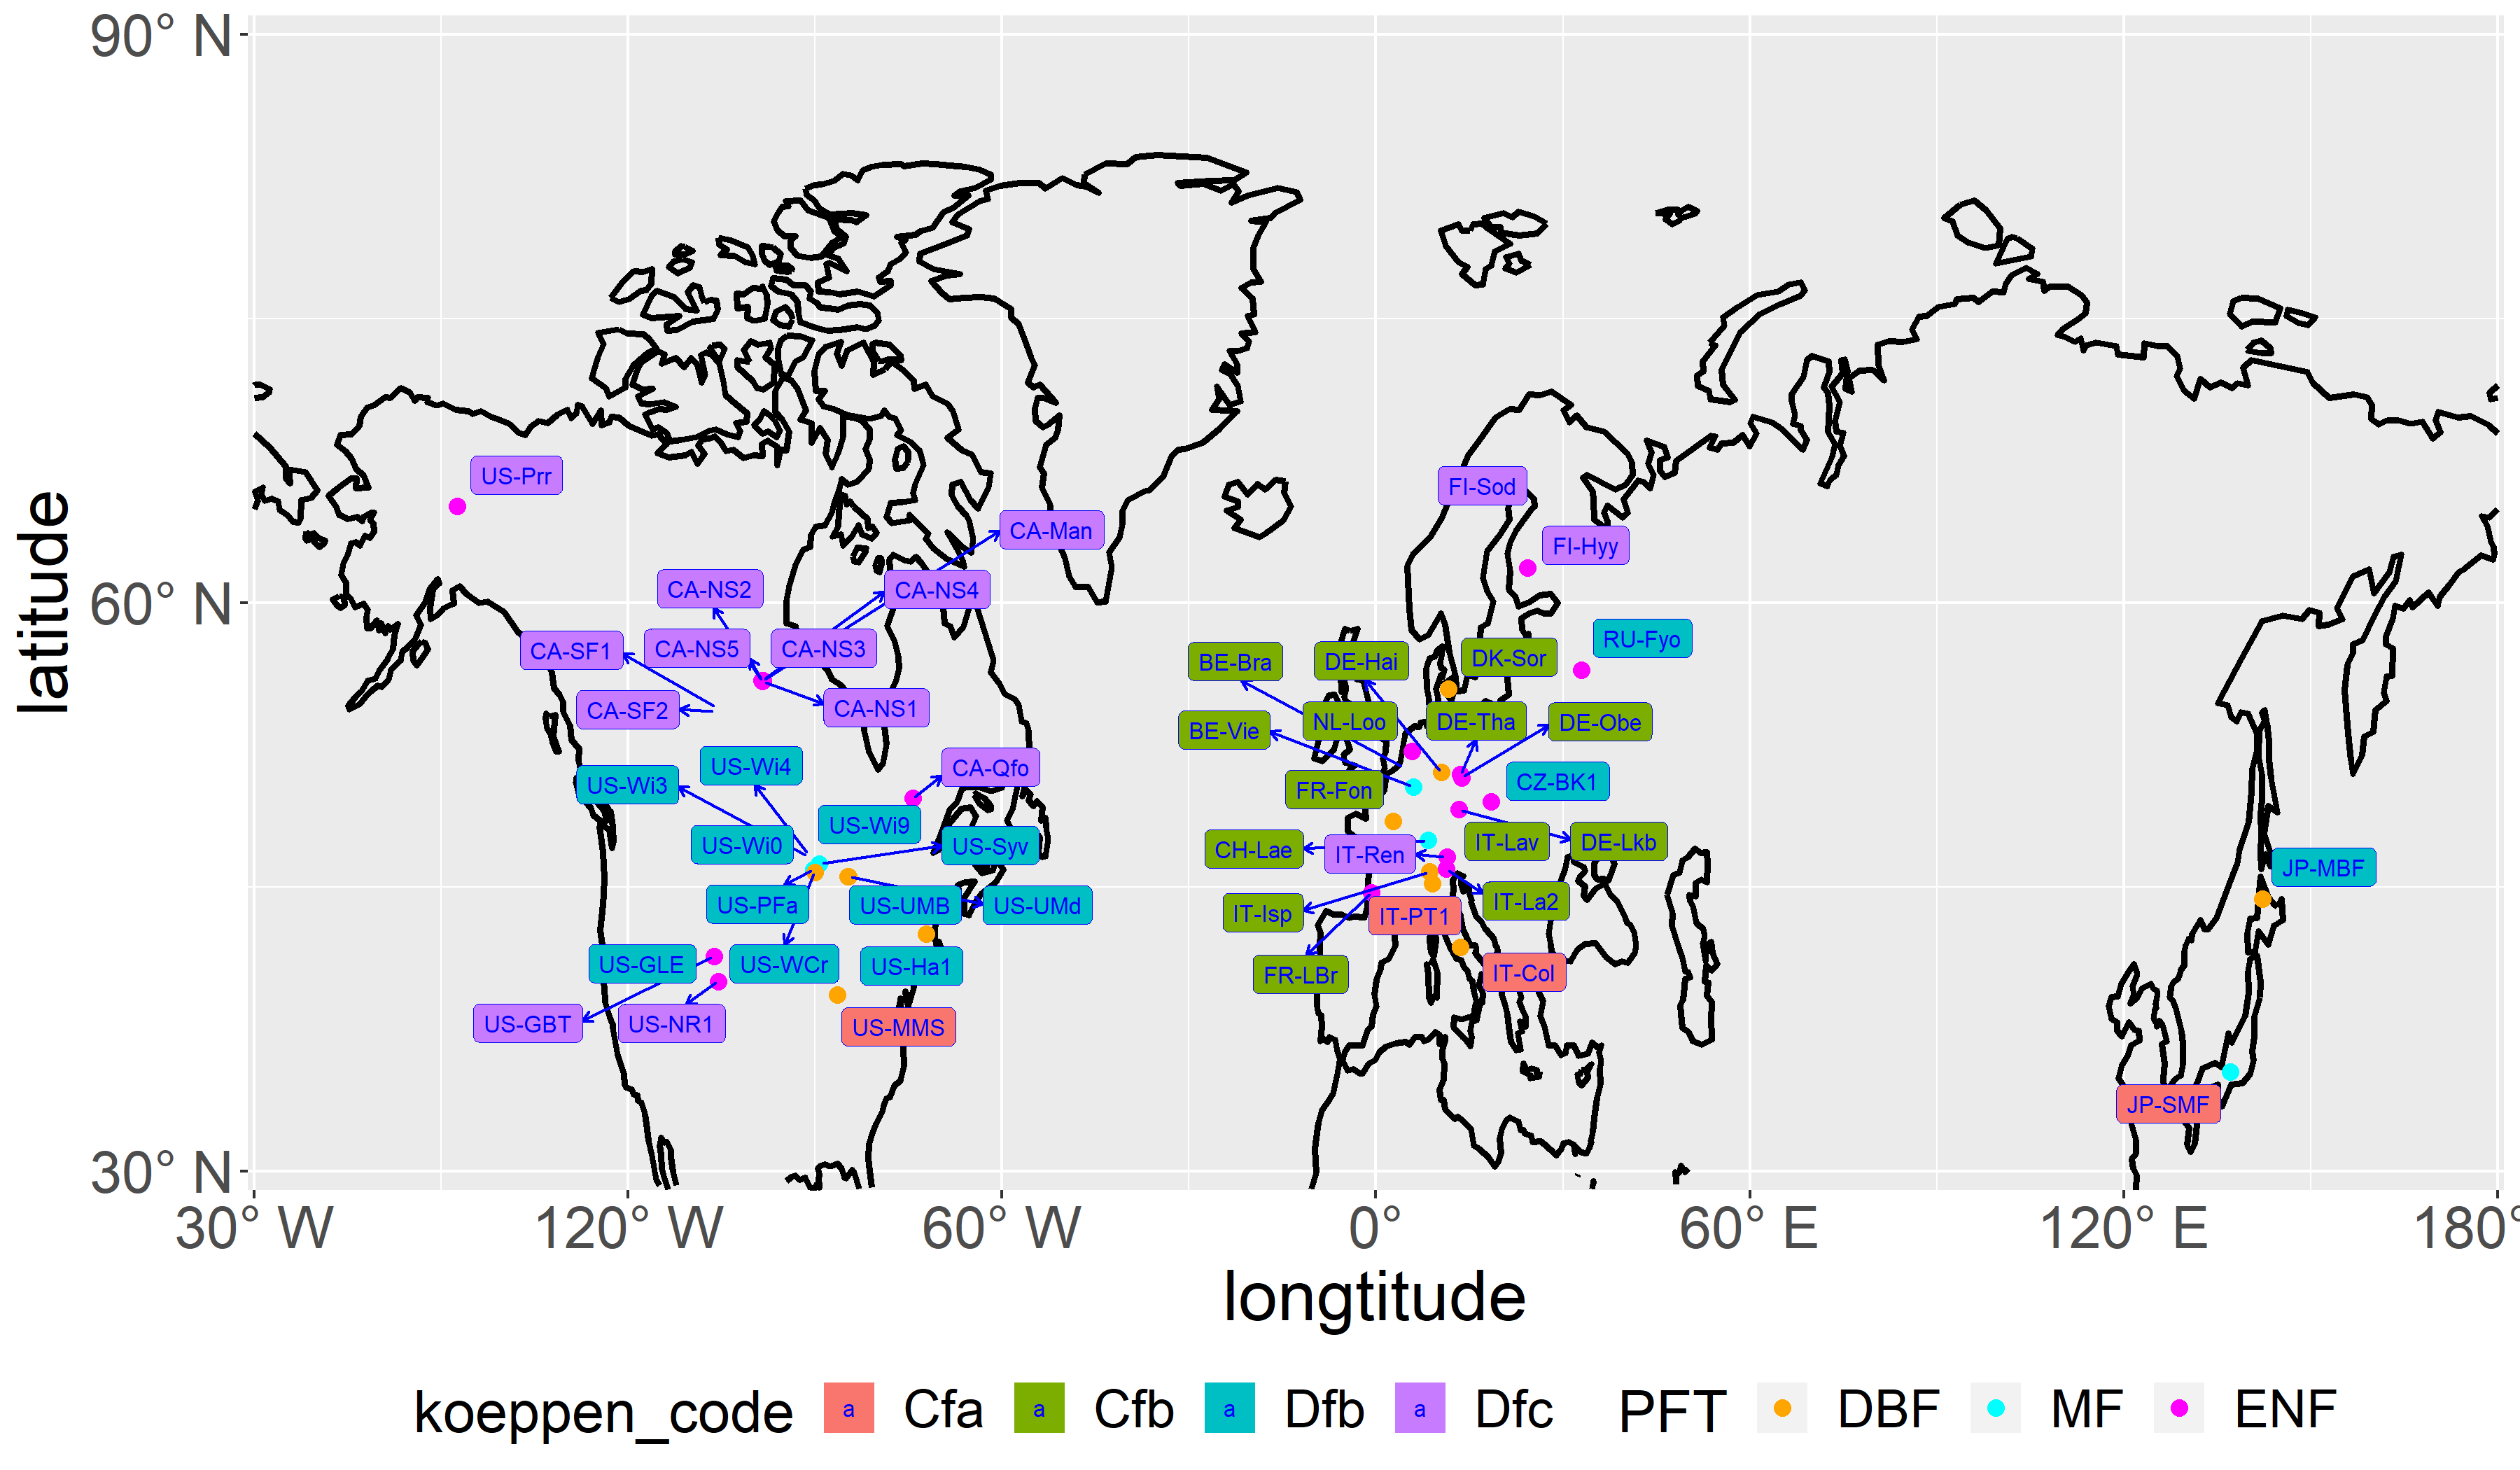 90° N
60° N
30° N
latitude
US-Prr
FI-Sod
CA-Man
FI-Hyy
CA-NS2
CA-NS4
CA-SF1
CA-NS5
CA-NS3
RU-Fyo
BE-Bra
DE-Hai
DK-Sor
CA-SF2
CA-NS1
BE-Vie
NL-Loo
DE-Tha
DE-Obe
US-Wi4
CA-Qfo
US-Wi3
FR-Fon
CZ-BK1
US-Wi9
US-Wi0
US-Syv
CH-Lae
IT-Ren
IT-Lav
DE-Lkb
JP-MBF
US-PFa
US-UMB
US-UMd
IT-Isp
IT-PT1
IT-La2
US-GLE
US-WCr
US-Ha1
FR-LBr
IT-Col
US-GBT
US-NR1
US-MMS
JP-SMF
30° W 120° W 60° W 0° 60° E 120° E 180°
longtitude
koeppen_code a Cfa a Cfb a Dfb a Dfc PFT DBF MF ENF